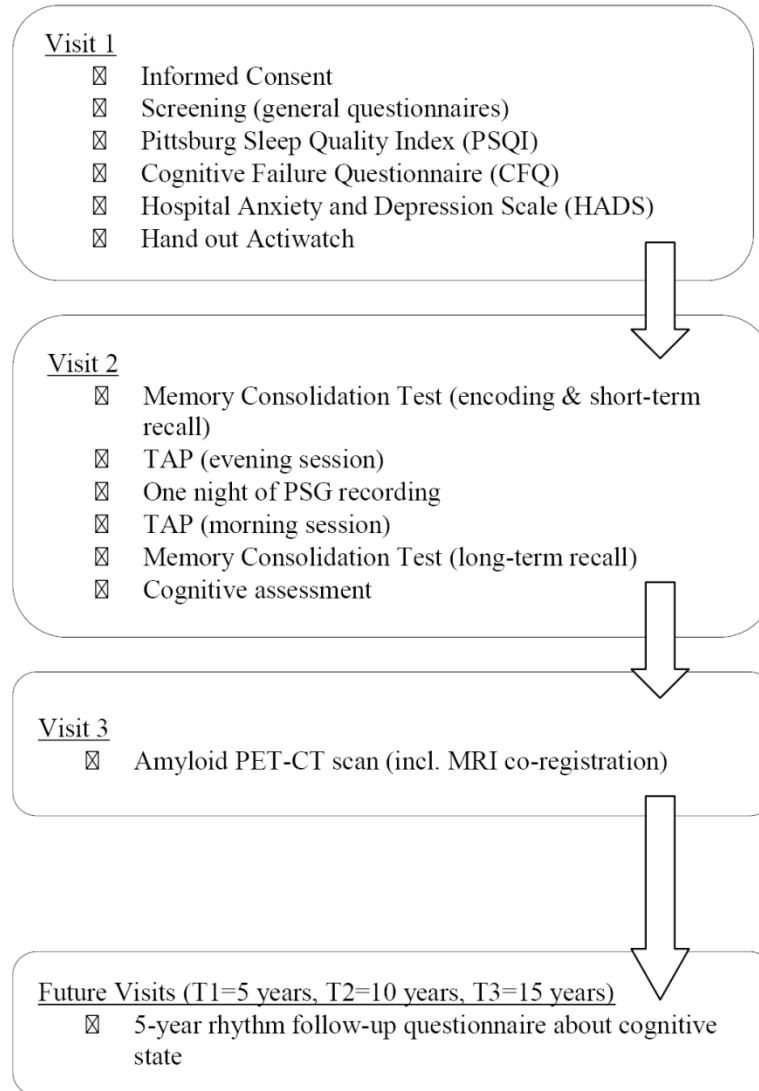 Visit 1
☒ Informed Consent
☒ Screening (general questionnaires)
☒ Pittsburg Sleep Quality Index (PSQI)
☒ Cognitive Failure Questionnaire (CFQ)
☒ Hospital Anxiety and Depression Scale (HADS)
☒ Hand out Actiwatch
Visit 2
☒ Memory Consolidation Test (encoding & short-term
recall)
☒ TAP (evening session)
☒ One night of PSG recording
☒ TAP (morning session)
☒ Memory Consolidation Test (long-term recall)
☒ Cognitive assessment
Visit 3
☒ Amyloid PET-CT scan (incl. MRI co-registration)
Future Visits (T1=5 years, T2=10 years, T3=15 years)
☒ 5-year rhythm follow-up questionnaire about cognitive
state